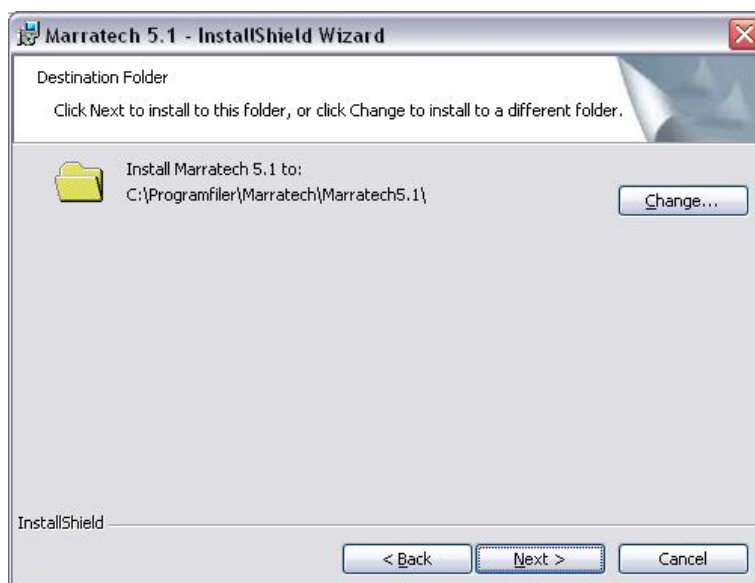 Marratech 5.1 - InstallShield Wizard
Destination Folder
Click Next to install to this folder, or click Change to install to a different folder.
Install Marratech 5.1 to:
C:\Programfiler\Marratech\Marratech5.1\
Change...
InstallShield
< Back
Next >
Cancel